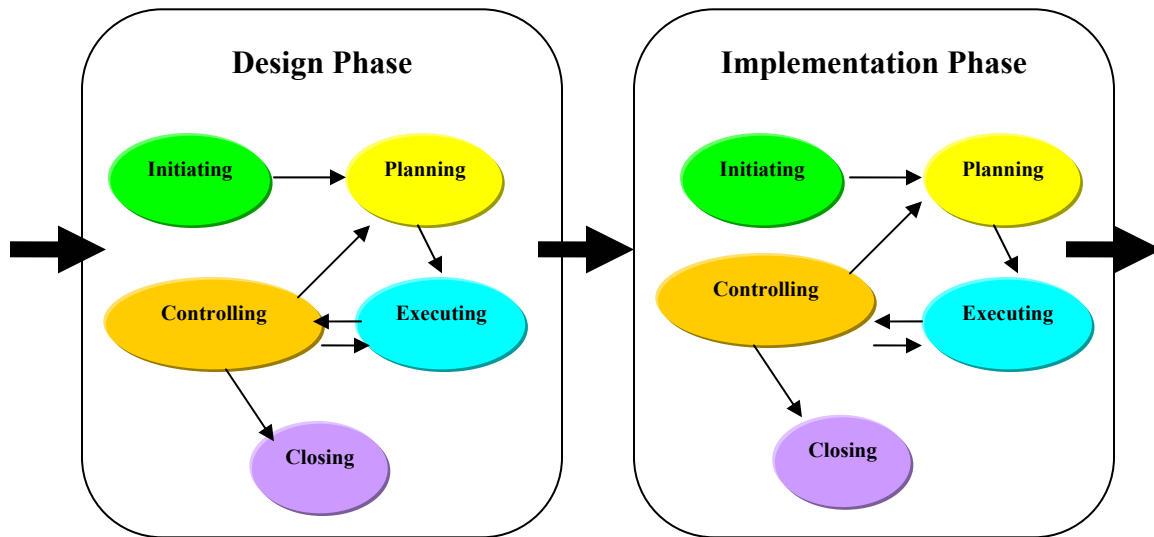 Design Phase
Initiating
Planning
Controlling
Executing
Closing
Implementation Phase
Initiating
Planning
Controlling
Executing
Closing